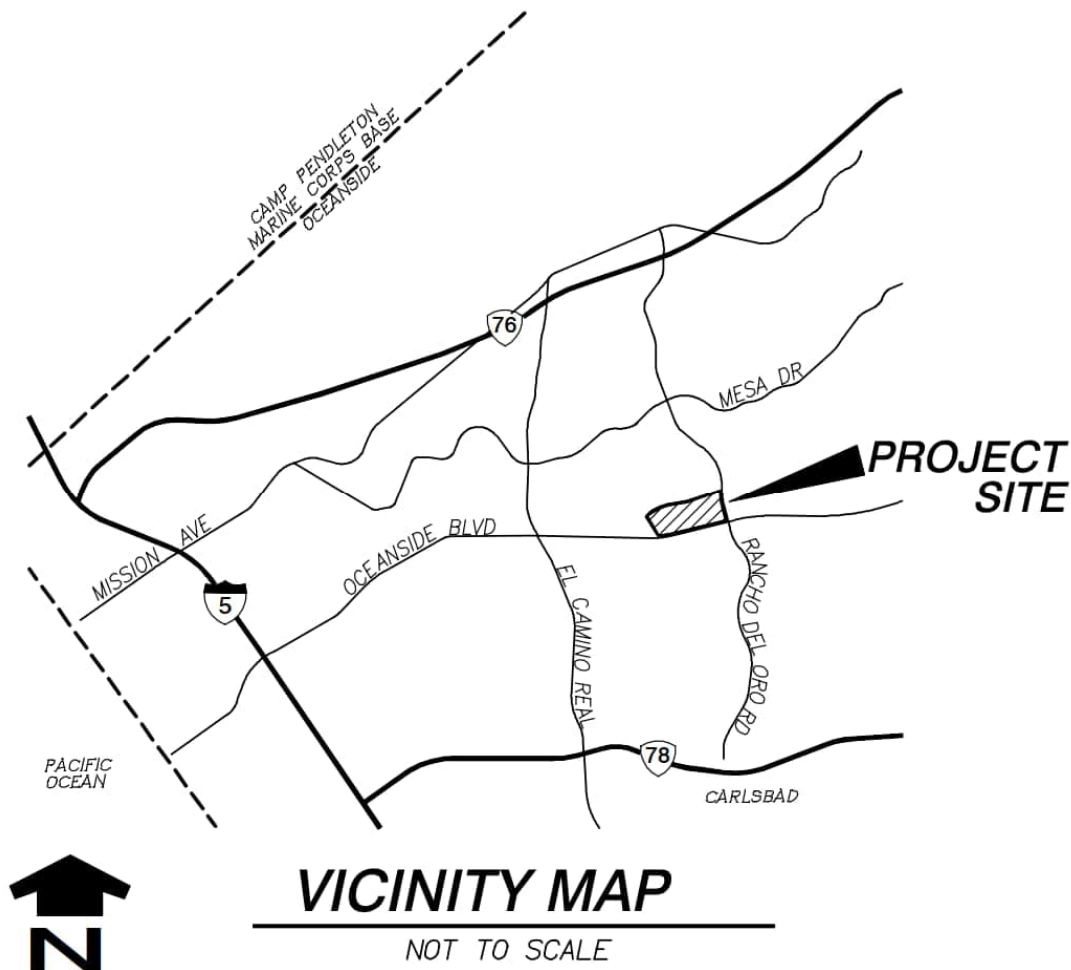 CAMP PENDLETON
MARINE CORPS BASE
OCEANSIDE
76
MESA DR
PROJECT
SITE
MISSION AVE
OCEANSIDE BLVD
5
EL CAMINO REAL
RANCHO DEL ORO RD
PACIFIC
OCEAN
78
CARLSBAD
N
VICINITY MAP
NOT TO SCALE